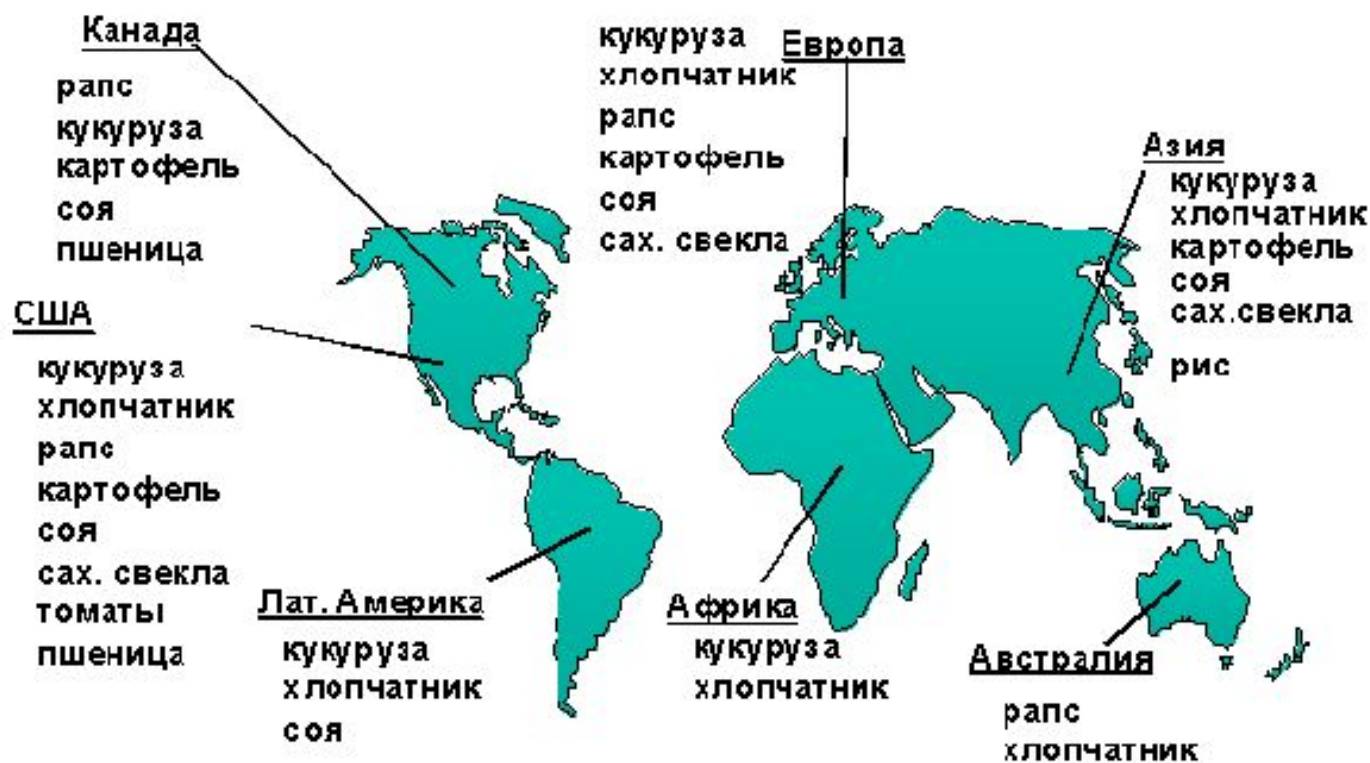 Канада
рапс
кукуруза
картофель
соя
пшеница
США
кукуруза
хлопчатник
рапс
картофель
соя
сах. свекла
томаты
пшеница
Лат. Америка
кукуруза
хлопчатник
соя
Европа
кукуруза
хлопчатник
рапс
картофель
соя
сах. свекла
Африка
кукуруза
хлопчатник
Азия
кукуруза
хлопчатник
картофель
соя
сах.свекла
рис
Австралия
рапс
хлопчатник